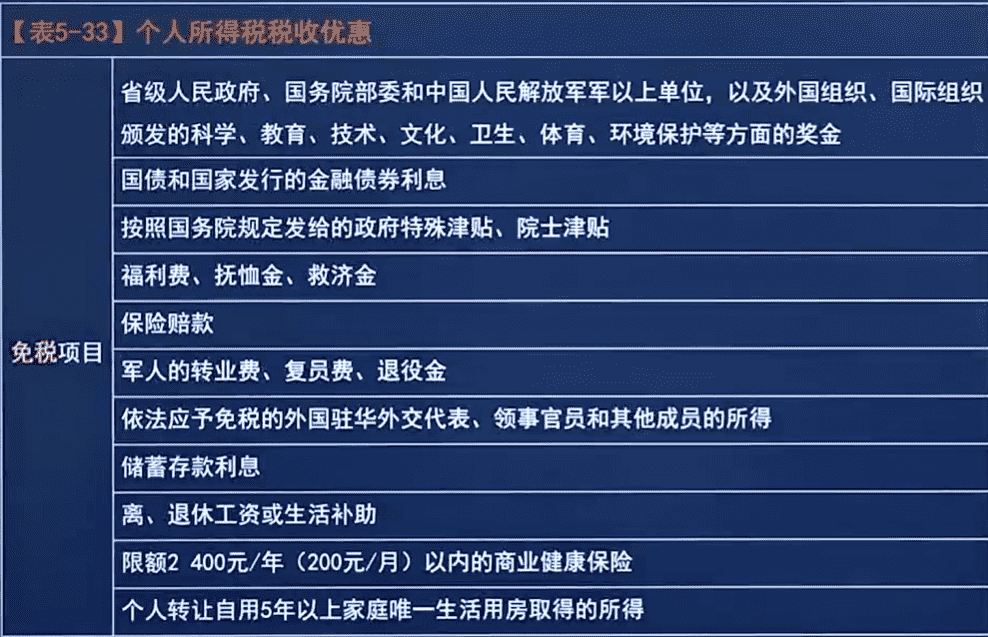 【表5-33】个人所得税税收优惠
免税项目
省级人民政府、国务院部委和中国人民解放军军以上单位，以及外国组织、国际组织
颁发的科学、教育、技术、文化、卫生、体育、环境保护等方面的奖金
国债和国家发行的金融债券利息
按照国务院规定发给的政府特殊津贴、院士津贴
福利费、抚恤金、救济金
保险赔款
军人的转业费、复员费、退役金
依法应予免税的外国驻华外交代表、领事官员和其他成员的所得
储蓄存款利息
离、退休工资或生活补助
限额2 400元/年（200元/月）以内的商业健康保险
个人转让自用5年以上家庭唯一生活用房取得的所得